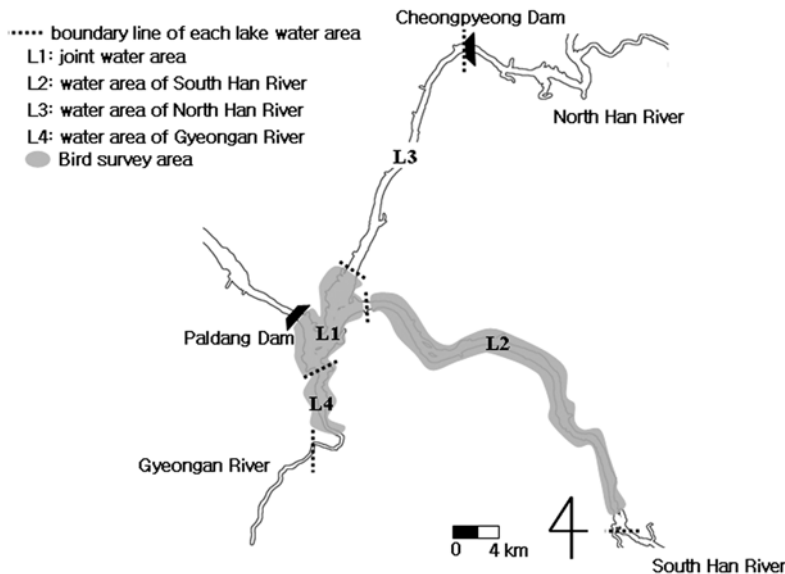 boundary line of each lake water area
L1: joint water area
L2: water area of South Han River
L3: water area of North Han River
L4: water area of Gyeongan River
Bird survey area
Cheongpyeong Dam
North Han River
L3
Paldang Dam
L1
L2
L4
Gyeongan River
0 4 km
South Han River